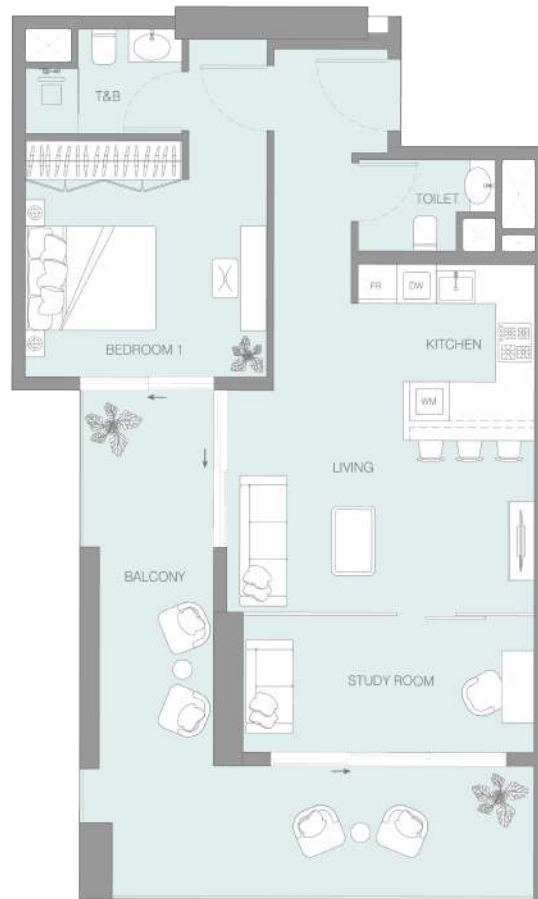 T&B
TOILET
FR
DW
KITCHEN
BEDROOM 1
WM
LIVING
BALCONY
STUDY ROOM